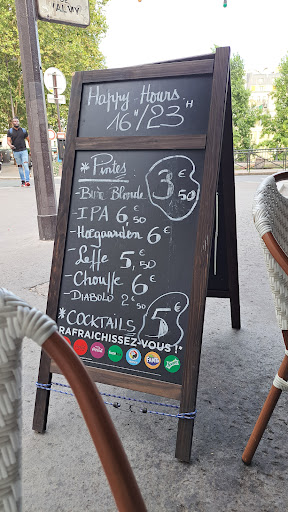 Happy Hours
16H/23H
*Pintes
-Bière Blonde 3€50
-IPA 6,50
-Hoegaarden 6€
-Leffe 5,50
-Chouffe 6€
-DIABOLO 2€50
*COCKTAILS 5€
RAFRAICHISSEZ-VOUS !*